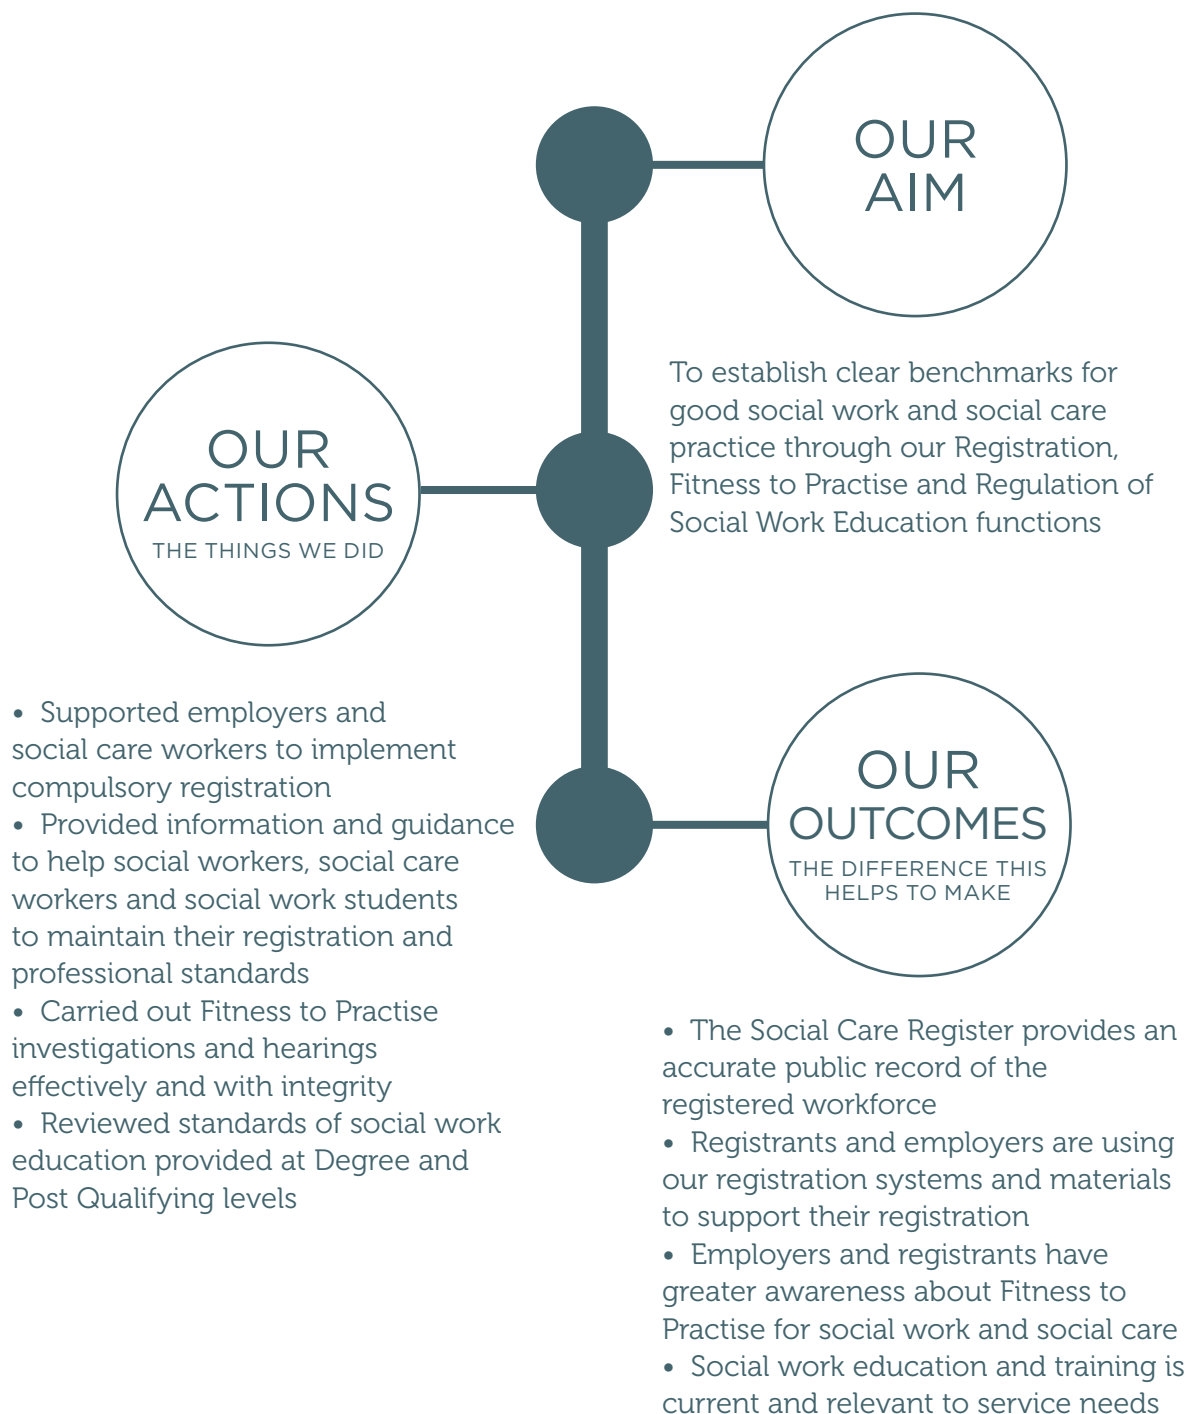 OUR
AIM
To establish clear benchmarks for
good social work and social care
practice through our Registration,
Fitness to Practise and Regulation of
Social Work Education functions
OUR
ACTIONS
THE THINGS WE DID
• Supported employers and
social care workers to implement
compulsory registration
• Provided information and guidance
to help social workers, social care
workers and social work students
to maintain their registration and
professional standards
• Carried out Fitness to Practise
investigations and hearings
effectively and with integrity
• Reviewed standards of social work
education provided at Degree and
Post Qualifying levels
OUR
OUTCOMES
THE DIFFERENCE THIS
HELPS TO MAKE
• The Social Care Register provides an
accurate public record of the
registered workforce
• Registrants and employers are using
our registration systems and materials
to support their registration
• Employers and registrants have
greater awareness about Fitness to
Practise for social work and social care
• Social work education and training is
current and relevant to service needs